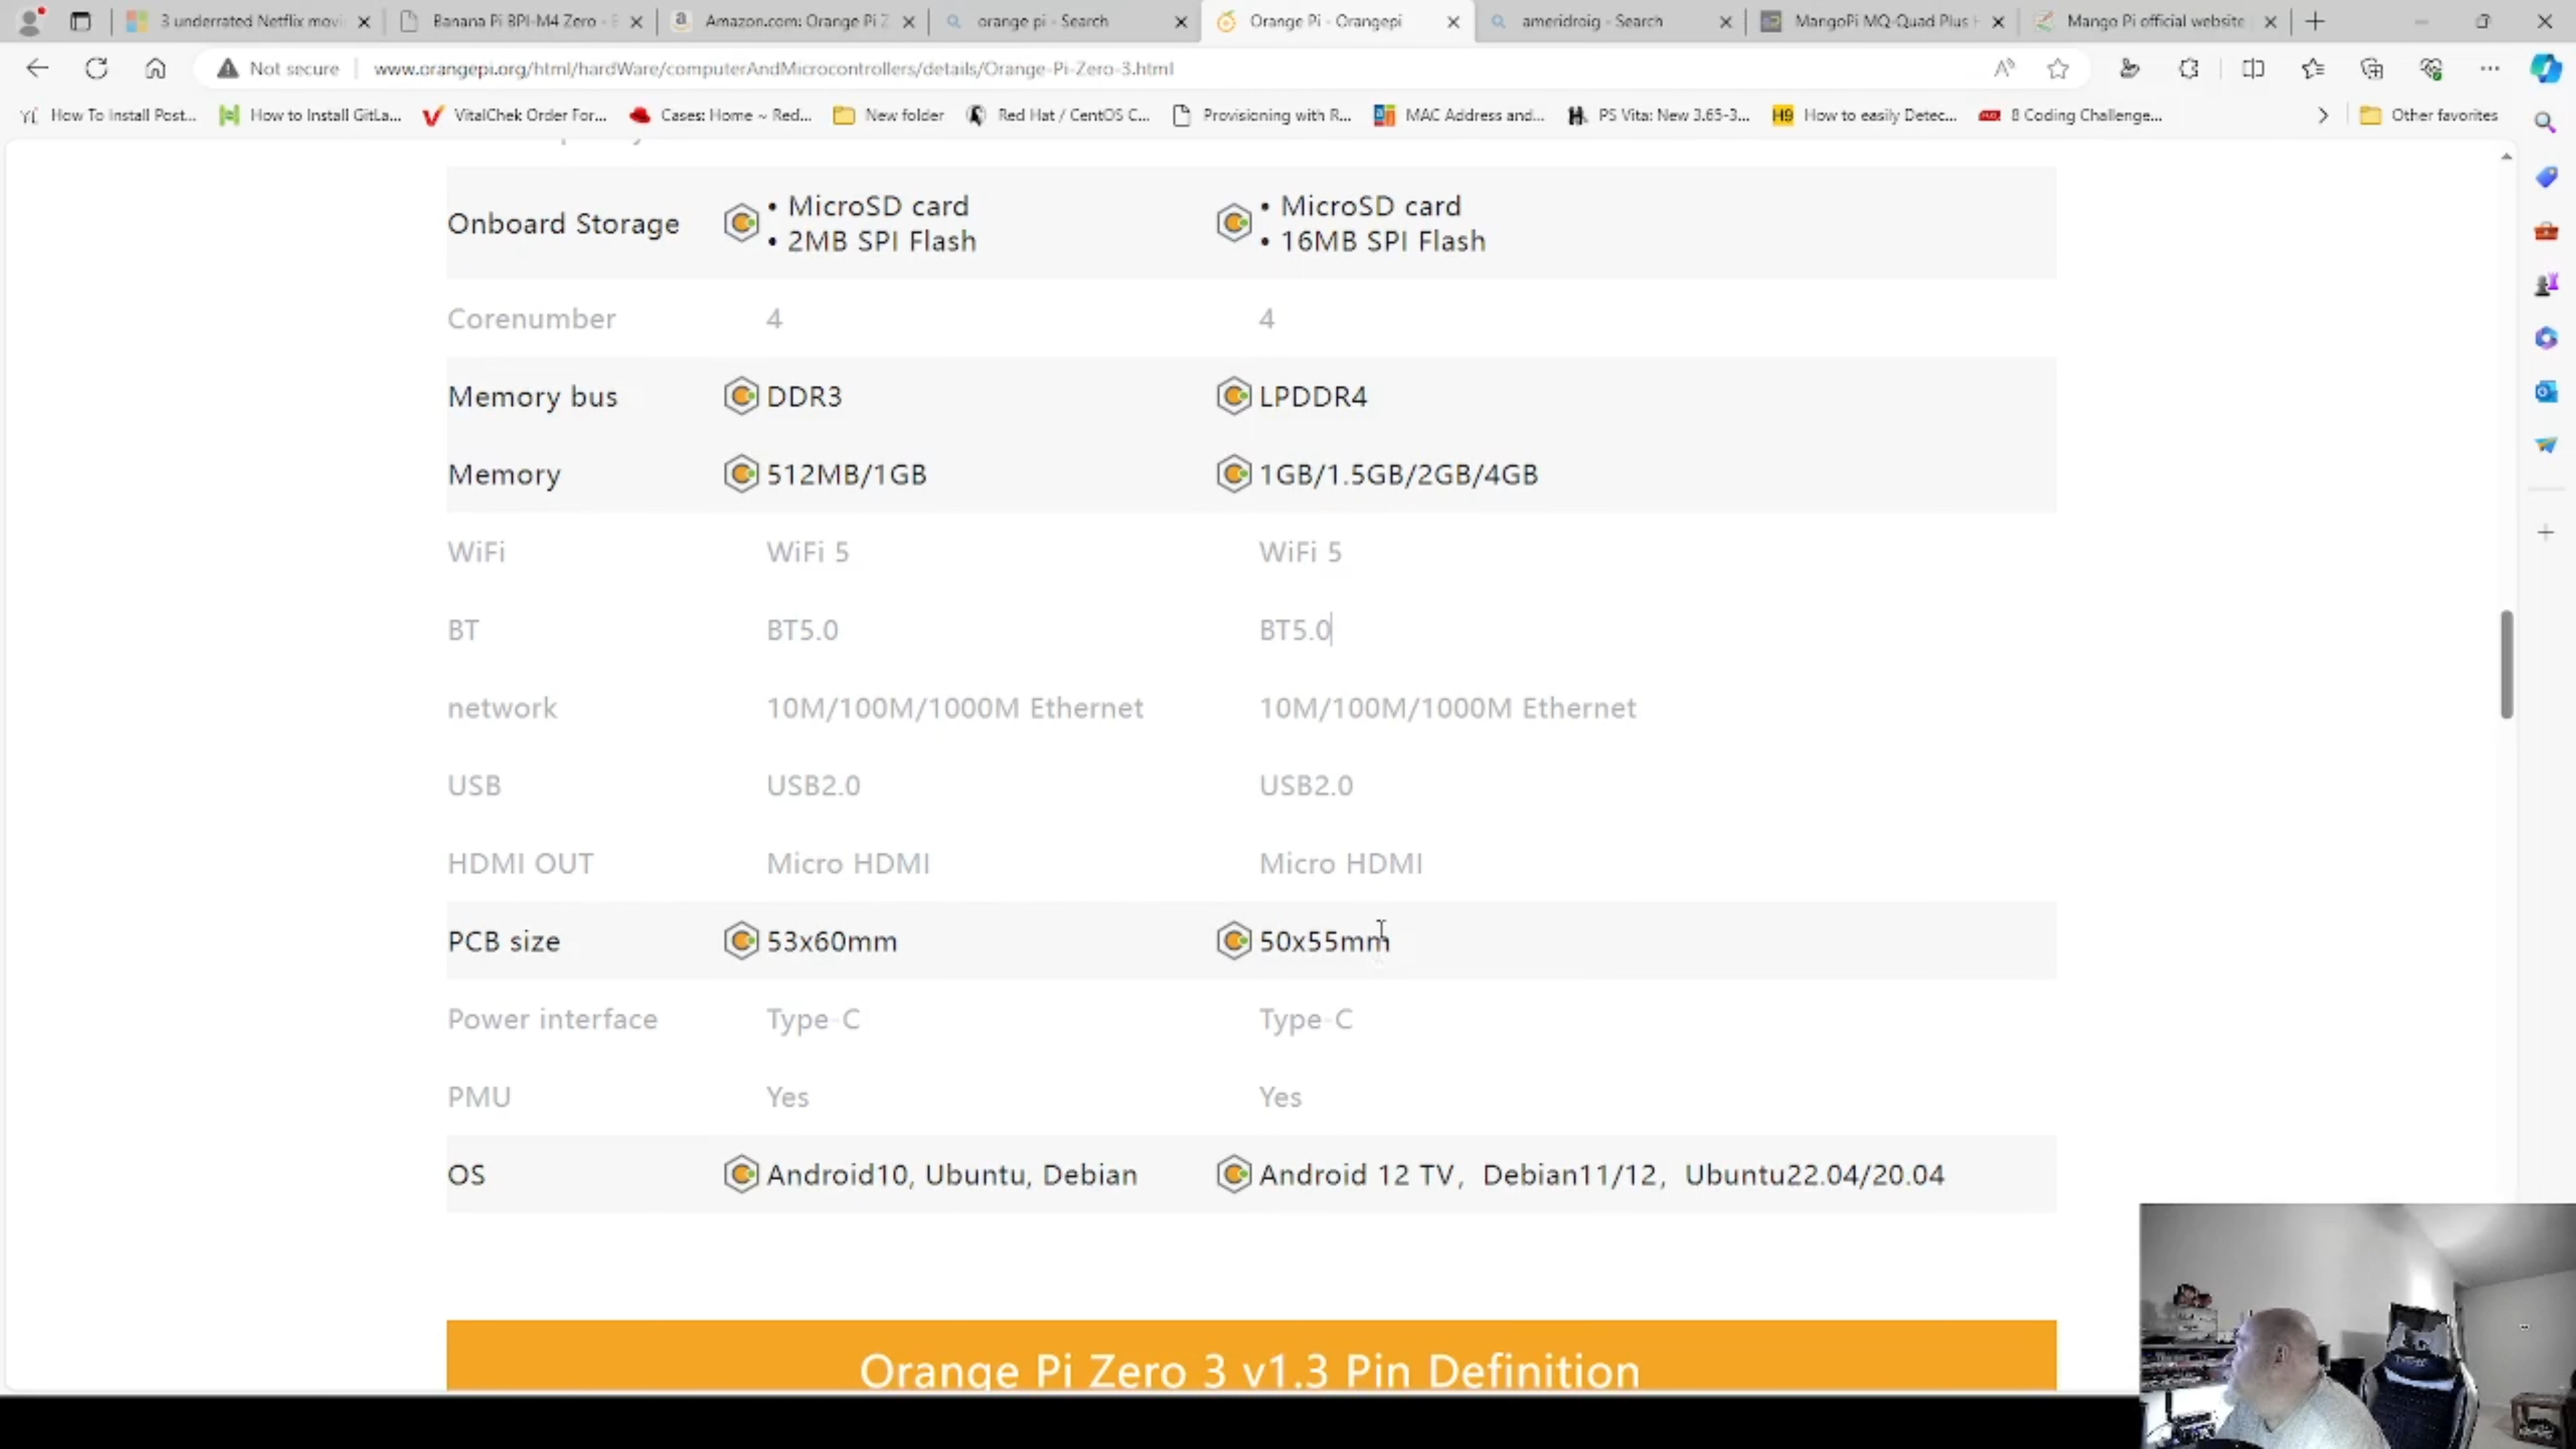 3 underrated Netflix movi
Banana Pi BPI-M4 Zero - B
Amazon.com: Orange Pi Z
orange pi - Search
Orange Pi - Orangepi
ameridroig - Search
MangoPi MQ-Quad Plus H
Mango Pi official website
Not secure
www.orangepi.org/html/hardWare/computerAndMicrocontrollers/details/Orange-Pi-Zero-3.html
How To Install Post...
How to Install GitLa...
VitalChek Order For...
Cases: Home ~ Red...
New folder
Red Hat / CentOS C...
Provisioning with R...
MAC Address and...
PS Vita: New 3.65-3...
H9
How to easily Detec...
8 Coding Challenge...
Other favorites
Onboard Storage
• MicroSD card
• 2MB SPI Flash
• MicroSD card
• 16MB SPI Flash
Corenumber 4 4
Memory bus DDR3 LPDDR4
Memory 512MB/1GB 1GB/1.5GB/2GB/4GB
WiFi WiFi 5 WiFi 5
BT BT5.0 BT5.0
network 10M/100M/1000M Ethernet 10M/100M/1000M Ethernet
USB USB2.0 USB2.0
HDMI OUT Micro HDMI Micro HDMI
PCB size 53x60mm 50x55mm
Power interface Type-C Type-C
PMU Yes Yes
OS Android10, Ubuntu, Debian Android 12 TV, Debian11/12, Ubuntu22.04/20.04
Orange Pi Zero 3 v1.3 Pin Definition